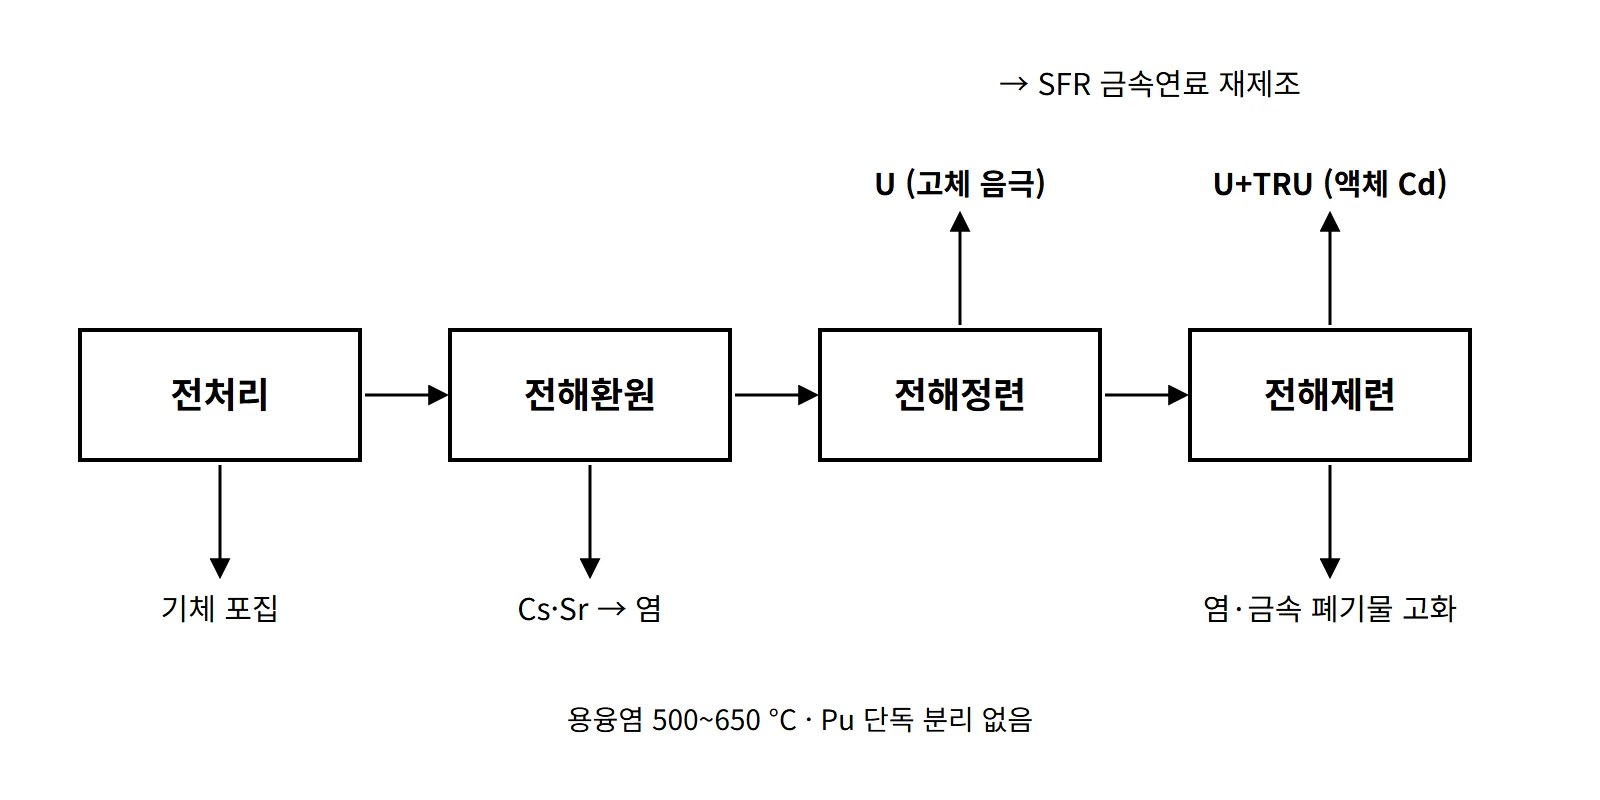 → SFR 금속연료 재제조
U (고체 음극)
U+TRU (액체 Cd)
전처리
전해환원
전해정련
전해제련
기체 포집
Cs·Sr → 염
염·금속 폐기물 고화
용융염 500~650 °C · Pu 단독 분리 없음